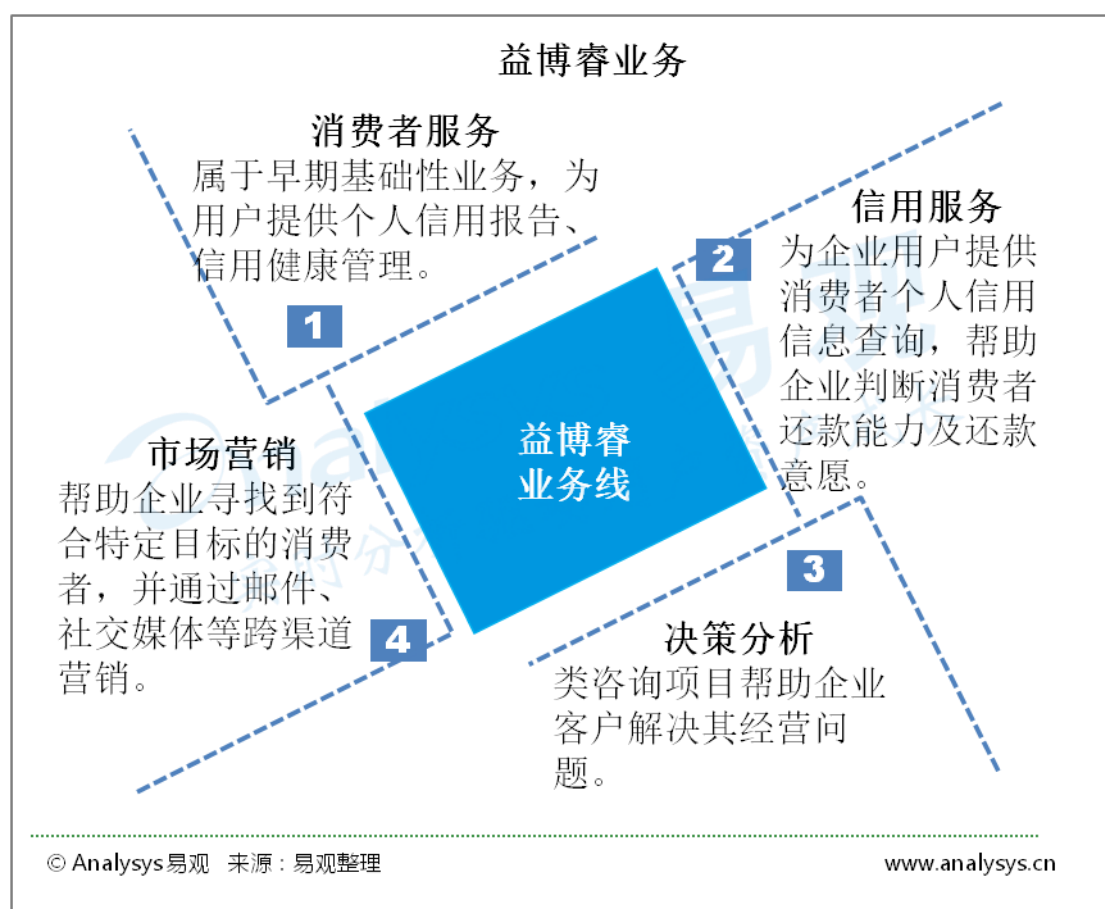 益博睿业务
消费者服务
属于早期基础性业务，为
用户提供个人信用报告、
信用健康管理。
1
2
信用服务
为企业用户提供
消费者个人信用
信息查询，帮助
企业判断消费者
还款能力及还款
意愿。
益博睿
业务线
市场营销
帮助企业寻找到符
合特定目标的消费
者，并通过邮件、
社交媒体等跨渠道
营销。
4
3
决策分析
类咨询项目帮助企业
客户解决其经营问
题。
© Analysys易观 来源：易观整理
www.analysys.cn